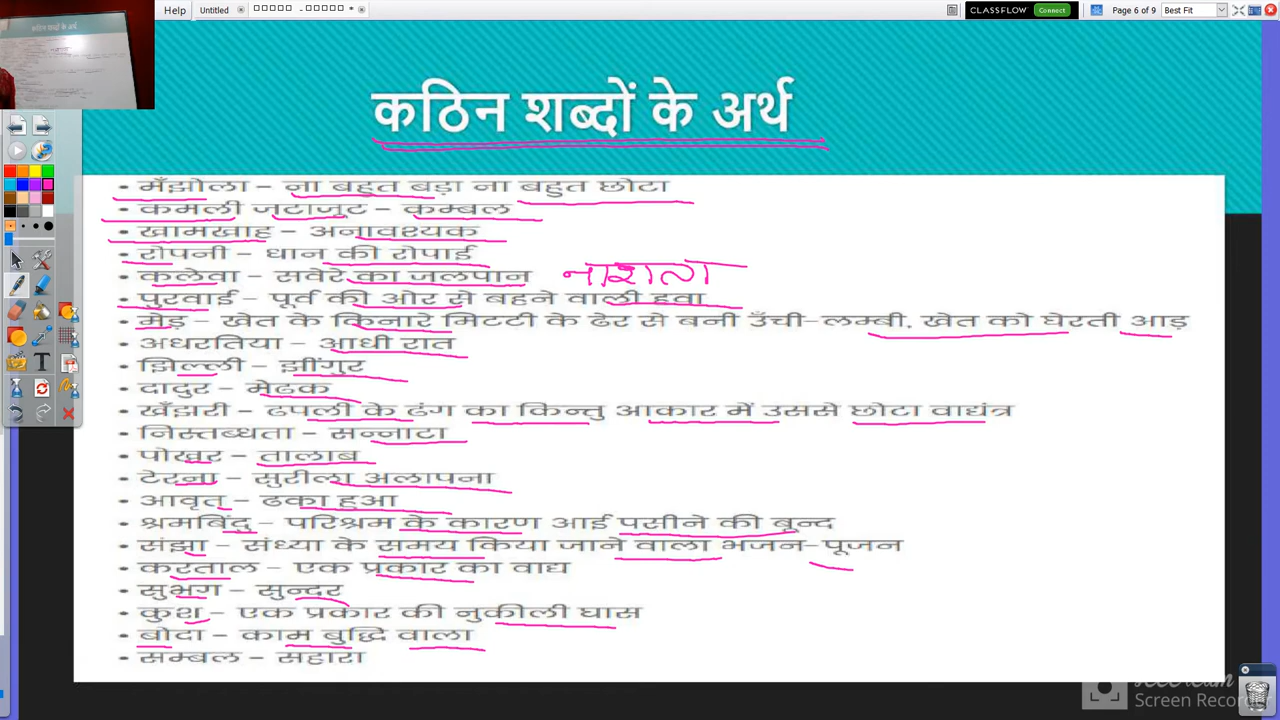 Help Untitled CLASSFLOW Connect Page 6 of 9 Best Fit
कठिन शब्दों के अर्थ
• मँझोला – ना बहुत बड़ा ना बहुत छोटा
• कमली जटाजुट – कम्बल
• खामखाह – अनावश्यक
• रोपनी – धान की रोपाई
• कलेवा – सवेरे का जलपान
• पुरवाई – पूर्व की ओर से बहने वाली हवा
• मेड़ – खेत के किनारे मिटटी के ढेर से बनी उँची-लम्बी, खेत को घेरती आड़
• अधरतिया – आधी रात
• झिल्ली – झींगुर
• दादुर – मेढक
• खँझरी – ढपली के ढंग का किन्तु आकार में उससे छोटा वाद्यंत्र
• निस्तब्धता – सन्नाटा
• पोखर – तालाब
• टेरना – सुरीला अलापना
• आवृत – ढका हुआ
• श्रमबिंदु – परिश्रम के कारण आई पसीने की बून्द
• संझा – संध्या के समय किया जाने वाला भजन-पूजन
• करताल – एक प्रकार का वाद्य
• सुभग – सुन्दर
• कुश – एक प्रकार की नुकीली घास
• बोदा – काम बुद्धि वाला
• सम्बल – सहारा
Screen Recorder